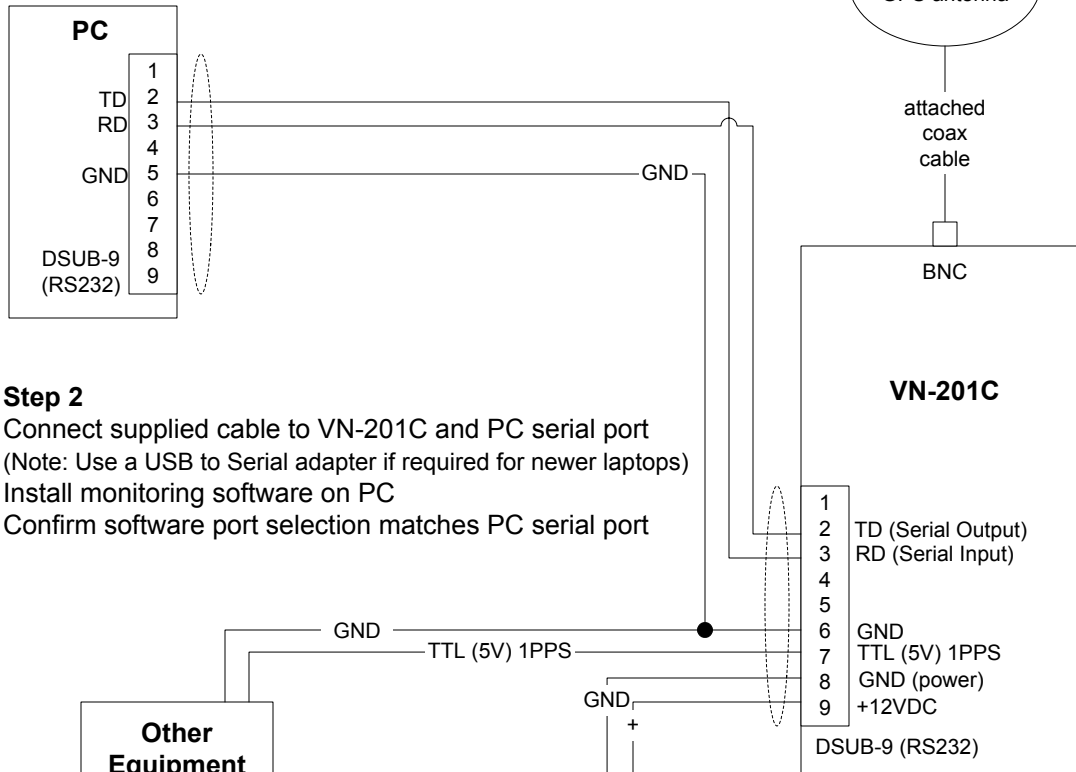 PC
1
TD 2
RD 3
4
GND 5
6
7
8
9
DSUB-9
(RS232)
GND
antenna
attached
coax
cable
BNC
VN-201C
Step 2
Connect supplied cable to VN-201C and PC serial port
(Note: Use a USB to Serial adapter if required for newer laptops)
Install monitoring software on PC
Confirm software port selection matches PC serial port
1
2 TD (Serial Output)
3 RD (Serial Input)
4
5
6 GND
7 TTL (5V) 1PPS
8 GND (power)
9 +12VDC
DSUB-9 (RS232)
GND
TTL (5V) 1PPS
GND
+
Other
Equipment